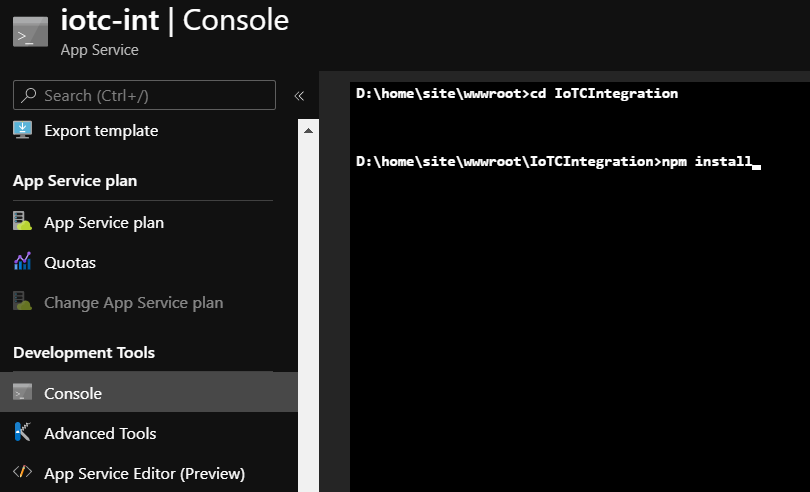 iotc-int | Console
App Service
Search (Ctrl+/)
«
Export template
App Service plan
App Service plan
Quotas
Change App Service plan
Development Tools
Console
Advanced Tools
App Service Editor (Preview)
D:\home\site\wwwroot>cd IoTCIntegration
D:\home\site\wwwroot\IoTCIntegration>npm install_